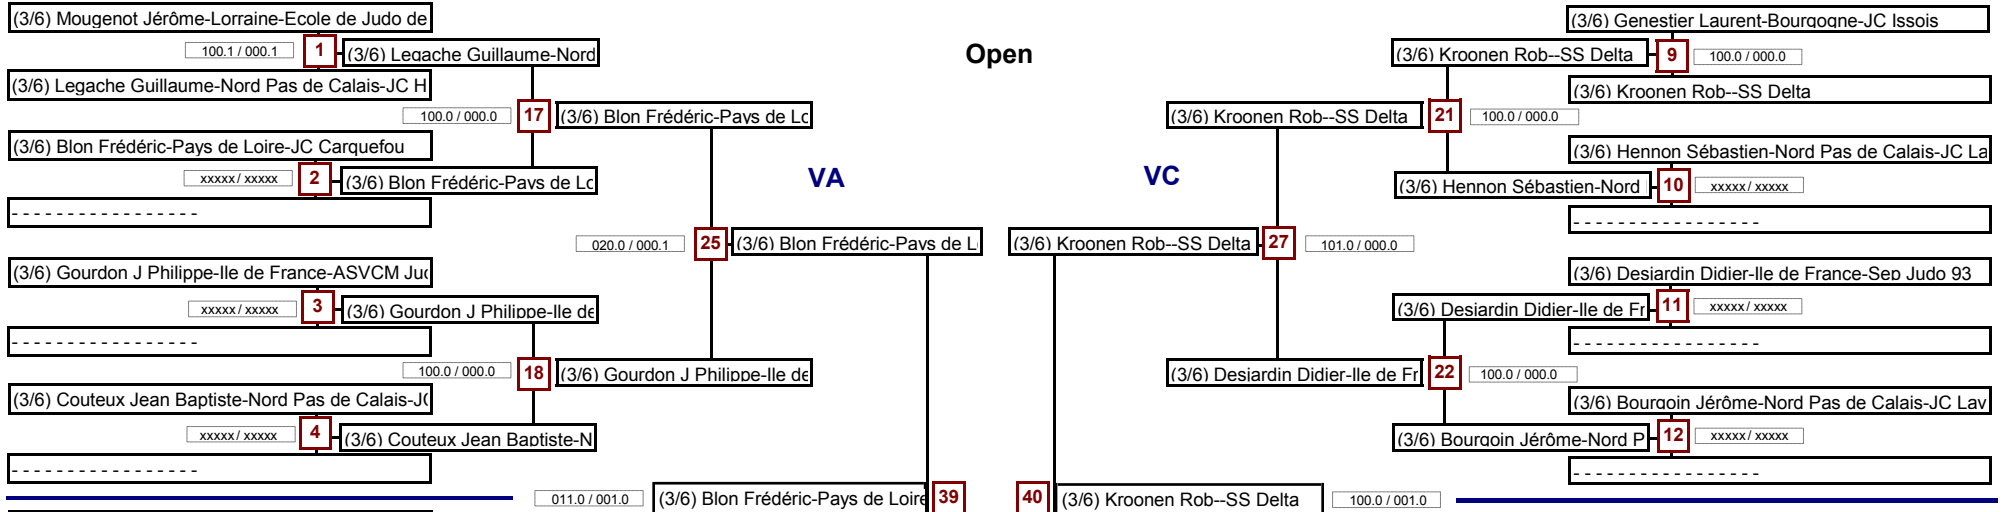 (3/6) Mougenot Jérôme-Lorraine-Ecole de Judo de
100.1 / 000.1
1
(3/6) Legache Guillaume-Nord
(3/6) Legache Guillaume-Nord Pas de Calais-JC H
100.0 / 000.0
17
(3/6) Blon Frédéric-Pays de Lo
(3/6) Blon Frédéric-Pays de Loire-JC Carquefou
xxxxx / xxxxx
2
(3/6) Blon Frédéric-Pays de Lo
- - - - - - - - - - - - - - - - -
020.0 / 000.1
25
(3/6) Blon Frédéric-Pays de L
(3/6) Gourdon J Philippe-Ile de France-ASVCM Jud
xxxxx / xxxxx
3
(3/6) Gourdon J Philippe-Ile de
- - - - - - - - - - - - - - - - -
100.0 / 000.0
18
(3/6) Gourdon J Philippe-Ile de
(3/6) Couteux Jean Baptiste-Nord Pas de Calais-JC
xxxxx / xxxxx
4
(3/6) Couteux Jean Baptiste-N
- - - - - - - - - - - - - - - - -
011.0 / 001.0
(3/6) Blon Frédéric-Pays de Loire
39
Open
VA
VC
(3/6) Genestier Laurent-Bourgogne-JC Issois
(3/6) Kroonen Rob--SS Delta
9
100.0 / 000.0
(3/6) Kroonen Rob--SS Delta
(3/6) Kroonen Rob--SS Delta
21
100.0 / 000.0
(3/6) Hennon Sébastien-Nord Pas de Calais-JC La
(3/6) Hennon Sébastien-Nord
10
xxxxx / xxxxx
- - - - - - - - - - - - - - - - -
(3/6) Kroonen Rob--SS Delta
27
101.0 / 000.0
(3/6) Desjardin Didier-Ile de France-Sep Judo 93
(3/6) Desjardin Didier-Ile de Fr
11
xxxxx / xxxxx
- - - - - - - - - - - - - - - - -
(3/6) Desjardin Didier-Ile de Fr
22
100.0 / 000.0
(3/6) Bourgoin Jérôme-Nord Pas de Calais-JC Lav
(3/6) Bourgoin Jérôme-Nord P
12
xxxxx / xxxxx
- - - - - - - - - - - - - - - - -
40
(3/6) Kroonen Rob--SS Delta
100.0 / 001.0